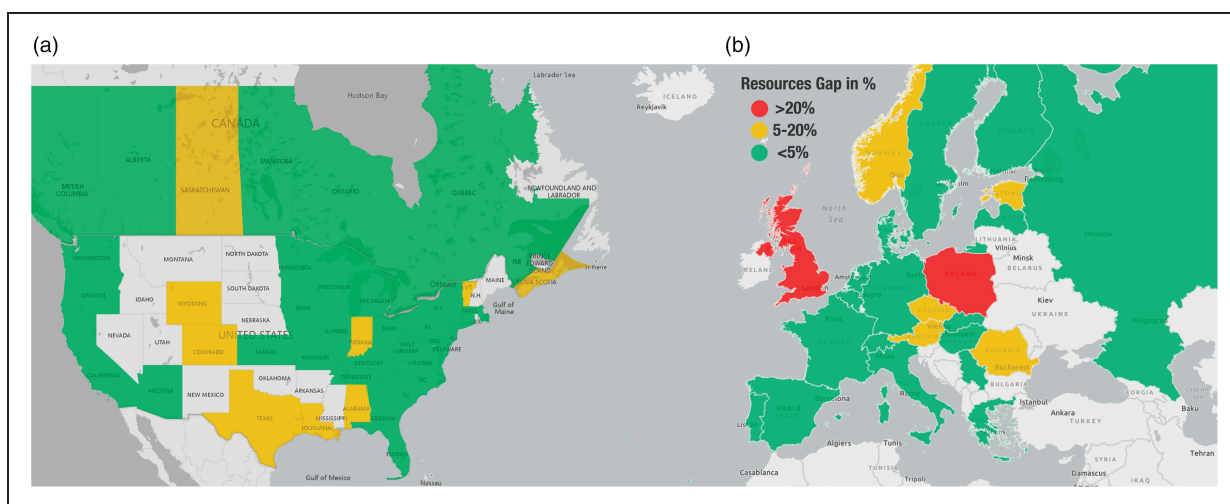 (a)
(b)
Labrador Sea
Hudson Bay
ICELAND
Reykjavík
Resources Gap in %
>20%
5-20%
<5%
CANADA
ALBERTA
MANITOBA
SASKATCHEWAN
BRITISH
COLUMBIA
ONTARIO
QUEBEC
NEWFOUNDLAND AND
LABRADOR
North
Sea
Moscow
LITHUANIA
Vilnius
Minsk
BELARUS
NB
PRINCE
EDWARD
ISLAND
NOVA SCOTIA
St Pierre
WASHINGTON
MONTANA
NORTH DAKOTA
MINNESOTA
OREGON
IDAHO
SOUTH DAKOTA
WISCONSIN
MICHIGAN
Ottawa
V.T.
N.H.
MAINE
Gulf of
Maine
MASS
WYOMING
IOWA
NEBRASKA
NEVADA
UTAH
UNITED STATES
COLORADO
KANSAS
ILLINOIS
INDIANA
OHIO
PA
NY
MD
NJ
DELAWARE
WEST
VIRGINIA
VIRGINIA
MISSOURI
KENTUCKY
CALIFORNIA
ARIZONA
NEW MEXICO
OKLAHOMA
ARKANSAS
TENNESSEE
NC
SC
TEXAS
LOUISIANA
MISSISSIPPI
ALABAMA
GEORGIA
FLORIDA
Gulf of Mexico
Nassau
London
POLAND
Kiev
UKRAINE
Volgograd
Paris
FRANCE
CZECHIA
Vienna
AUSTRIA
Budapest
ROMANIA
Bucharest
Milan
Rome
BULGARIA
Barcelona
Madrid
SPAIN
Istanbul
Ankara
TURKEY
GEORGIA
Caspian
Sea
Baku
Tehran
Algiers
Tunis
Casablanca
TUNISIA
Tripoli
SYRIA
Damascus
IRAQ